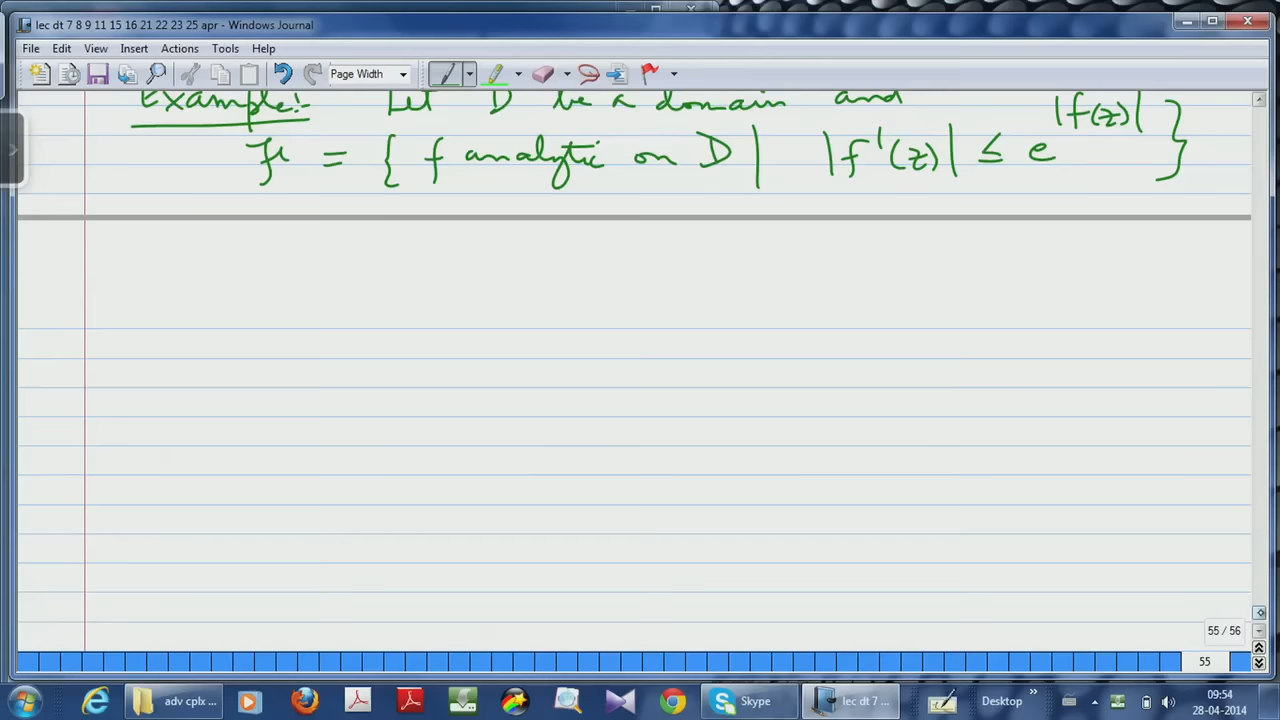 lec dt 7 8 9 11 15 16 21 22 23 25 apr - Windows Journal
File Edit View Insert Actions Tools Help
Page Width
Example:- Let D be a domain and
ℱ = { f analytic on D | |f'(z)| ≤ e^|f(z)| }
55 / 56
55
adv cplx ...
Skype
lec dt 7 ...
Desktop
09:54
28-04-2014